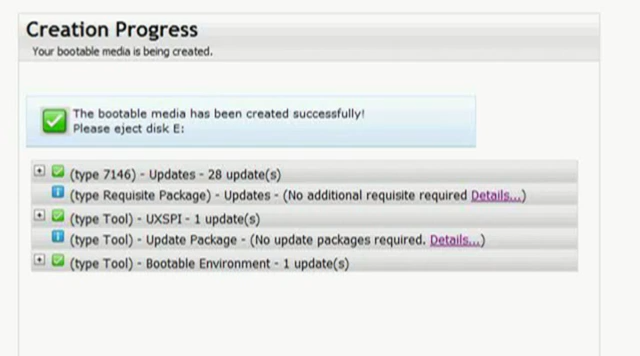 Creation Progress
Your bootable media is being created.
The bootable media has been created successfully!
Please eject disk E:
(type 7146) - Updates - 28 update(s)
(type Requisite Package) - Updates - (No additional requisite required Details...)
(type Tool) - UXSPI - 1 update(s)
(type Tool) - Update Package - (No update packages required. Details...)
(type Tool) - Bootable Environment - 1 update(s)